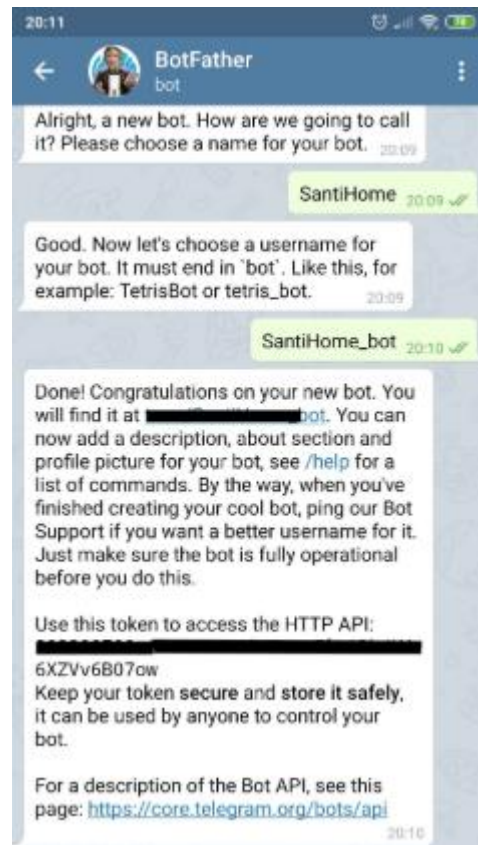 20:11
BotFather
bot
Alright, a new bot. How are we going to call
it? Please choose a name for your bot. 20:09
SantiHome 20:09
Good. Now let's choose a username for
your bot. It must end in `bot`. Like this, for
example: TetrisBot or tetris_bot. 20:09
SantiHome_bot 20:10
Done! Congratulations on your new bot. You
will find it at bot. You can
now add a description, about section and
profile picture for your bot, see /help for a
list of commands. By the way, when you've
finished creating your cool bot, ping our Bot
Support if you want a better username for it.
Just make sure the bot is fully operational
before you do this.
Use this token to access the HTTP API:
6XZVv6B07ow
Keep your token secure and store it safely,
it can be used by anyone to control your
bot.
For a description of the Bot API, see this
page: https://core.telegram.org/bots/api
20:10